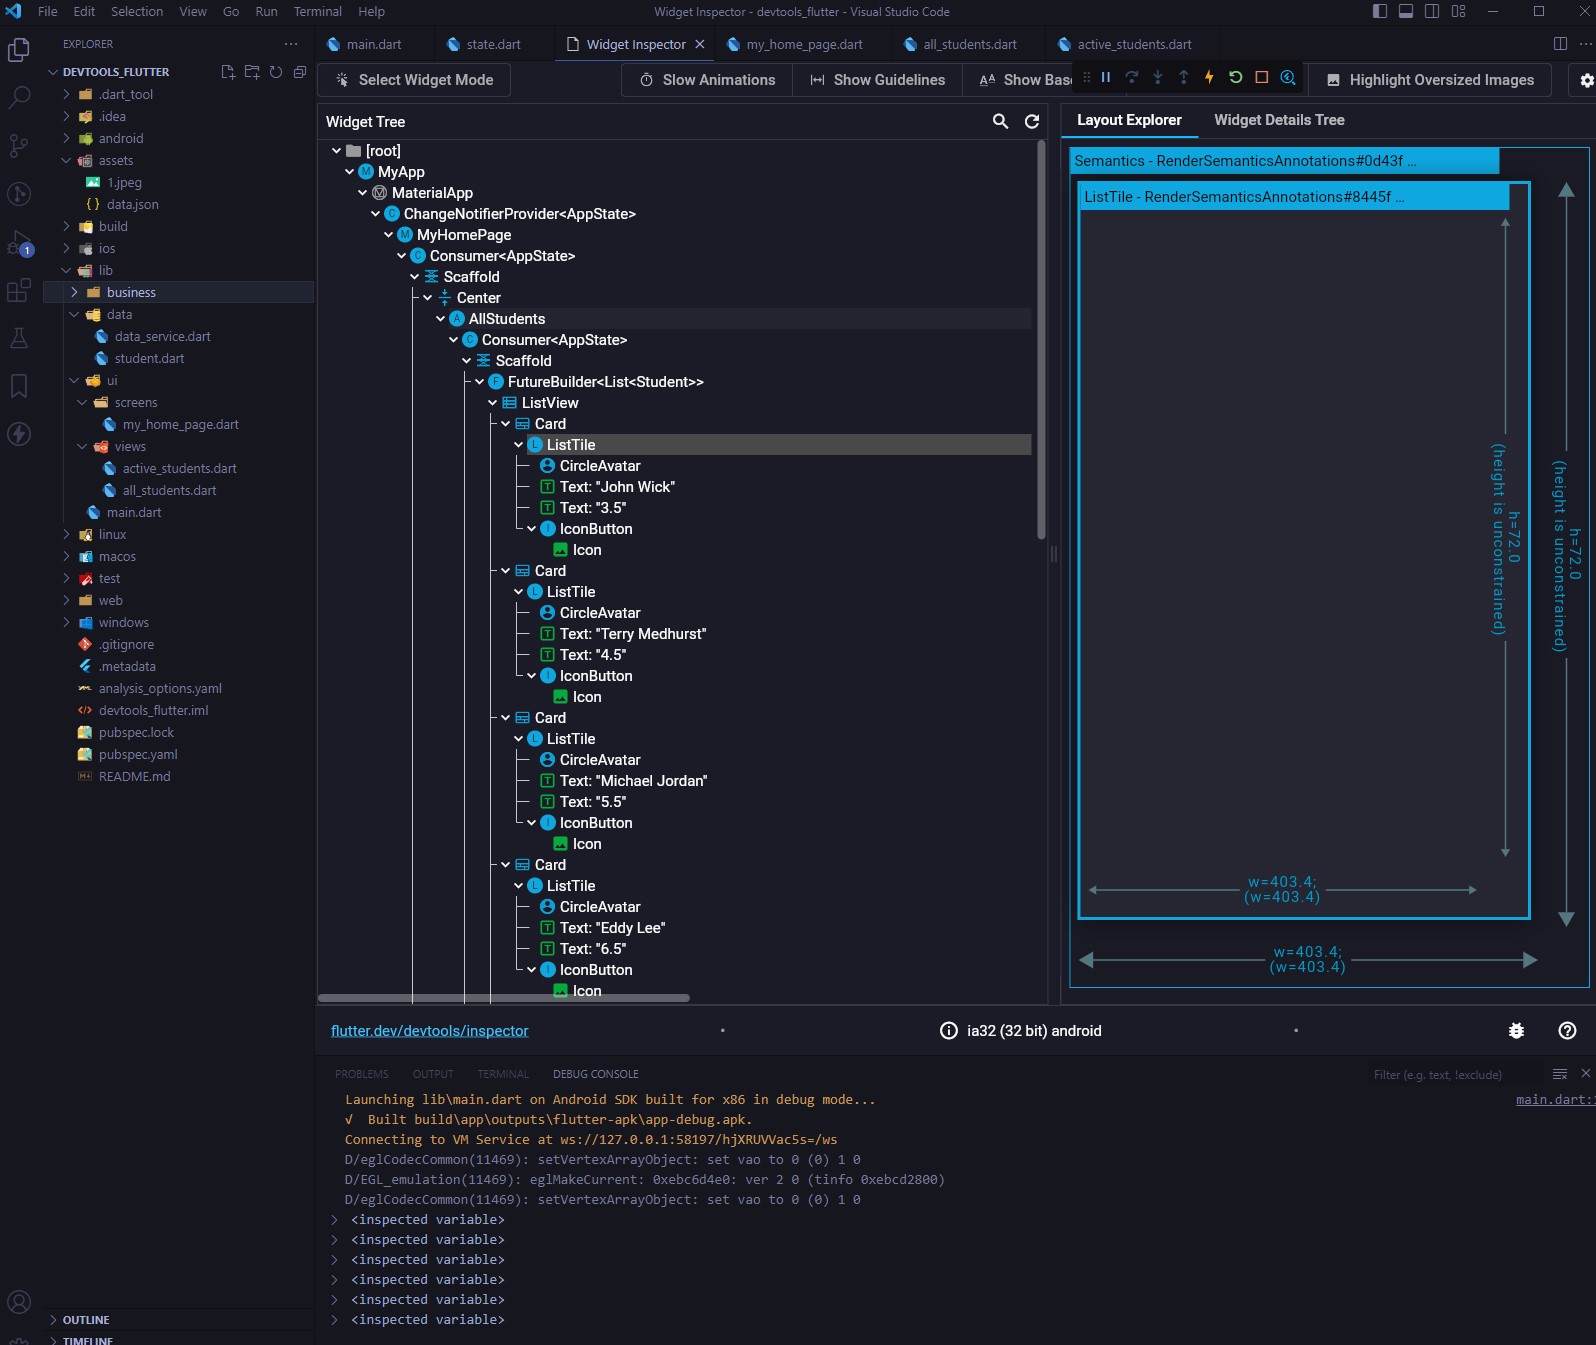 File Edit Selection View Go Run Terminal Help
Widget Inspector - devtools_flutter - Visual Studio Code
EXPLORER
DEVTOOLS_FLUTTER
.dart_tool
.idea
android
assets
1.jpeg
{} data.json
build
ios
lib
business
data
data_service.dart
student.dart
ui
screens
my_home_page.dart
views
active_students.dart
all_students.dart
main.dart
linux
macos
test
web
windows
.gitignore
.metadata
analysis_options.yaml
devtools_flutter.iml
pubspec.lock
pubspec.yaml
README.md
OUTLINE
TIMELINE
1
main.dart
state.dart
Widget Inspector
my_home_page.dart
all_students.dart
active_students.dart
Select Widget Mode
Slow Animations
Show Guidelines
Show Bas
Highlight Oversized Images
Widget Tree
[root]
M MyApp
MaterialApp
C ChangeNotifierProvider<AppState>
M MyHomePage
C Consumer<AppState>
Scaffold
Center
A AllStudents
C Consumer<AppState>
Scaffold
F FutureBuilder<List<Student>>
ListView
Card
L ListTile
CircleAvatar
T Text: "John Wick"
T Text: "3.5"
I IconButton
Icon
Card
L ListTile
CircleAvatar
T Text: "Terry Medhurst"
T Text: "4.5"
I IconButton
Icon
Card
L ListTile
CircleAvatar
T Text: "Michael Jordan"
T Text: "5.5"
I IconButton
Icon
Card
L ListTile
CircleAvatar
T Text: "Eddy Lee"
T Text: "6.5"
I IconButton
Icon
Layout Explorer
Widget Details Tree
Semantics - RenderSemanticsAnnotations#0d43f ...
ListTile - RenderSemanticsAnnotations#8445f ...
h=72.0
(height is unconstrained)
h=72.0
(height is unconstrained)
w=403.4;
(w=403.4)
w=403.4;
(w=403.4)
flutter.dev/devtools/inspector
•
ia32 (32 bit) android
•
PROBLEMS OUTPUT TERMINAL DEBUG CONSOLE
Filter (e.g. text, !exclude)
Launching lib\main.dart on Android SDK built for x86 in debug mode...
main.dart:1
√ Built build\app\outputs\flutter-apk\app-debug.apk.
Connecting to VM Service at ws://127.0.0.1:58197/hjXRUVVac5s=/ws
D/eglCodecCommon(11469): setVertexArrayObject: set vao to 0 (0) 1 0
D/EGL_emulation(11469): eglMakeCurrent: 0xebc6d4e0: ver 2 0 (tinfo 0xebcd2800)
D/eglCodecCommon(11469): setVertexArrayObject: set vao to 0 (0) 1 0
> <inspected variable>
> <inspected variable>
> <inspected variable>
> <inspected variable>
> <inspected variable>
> <inspected variable>